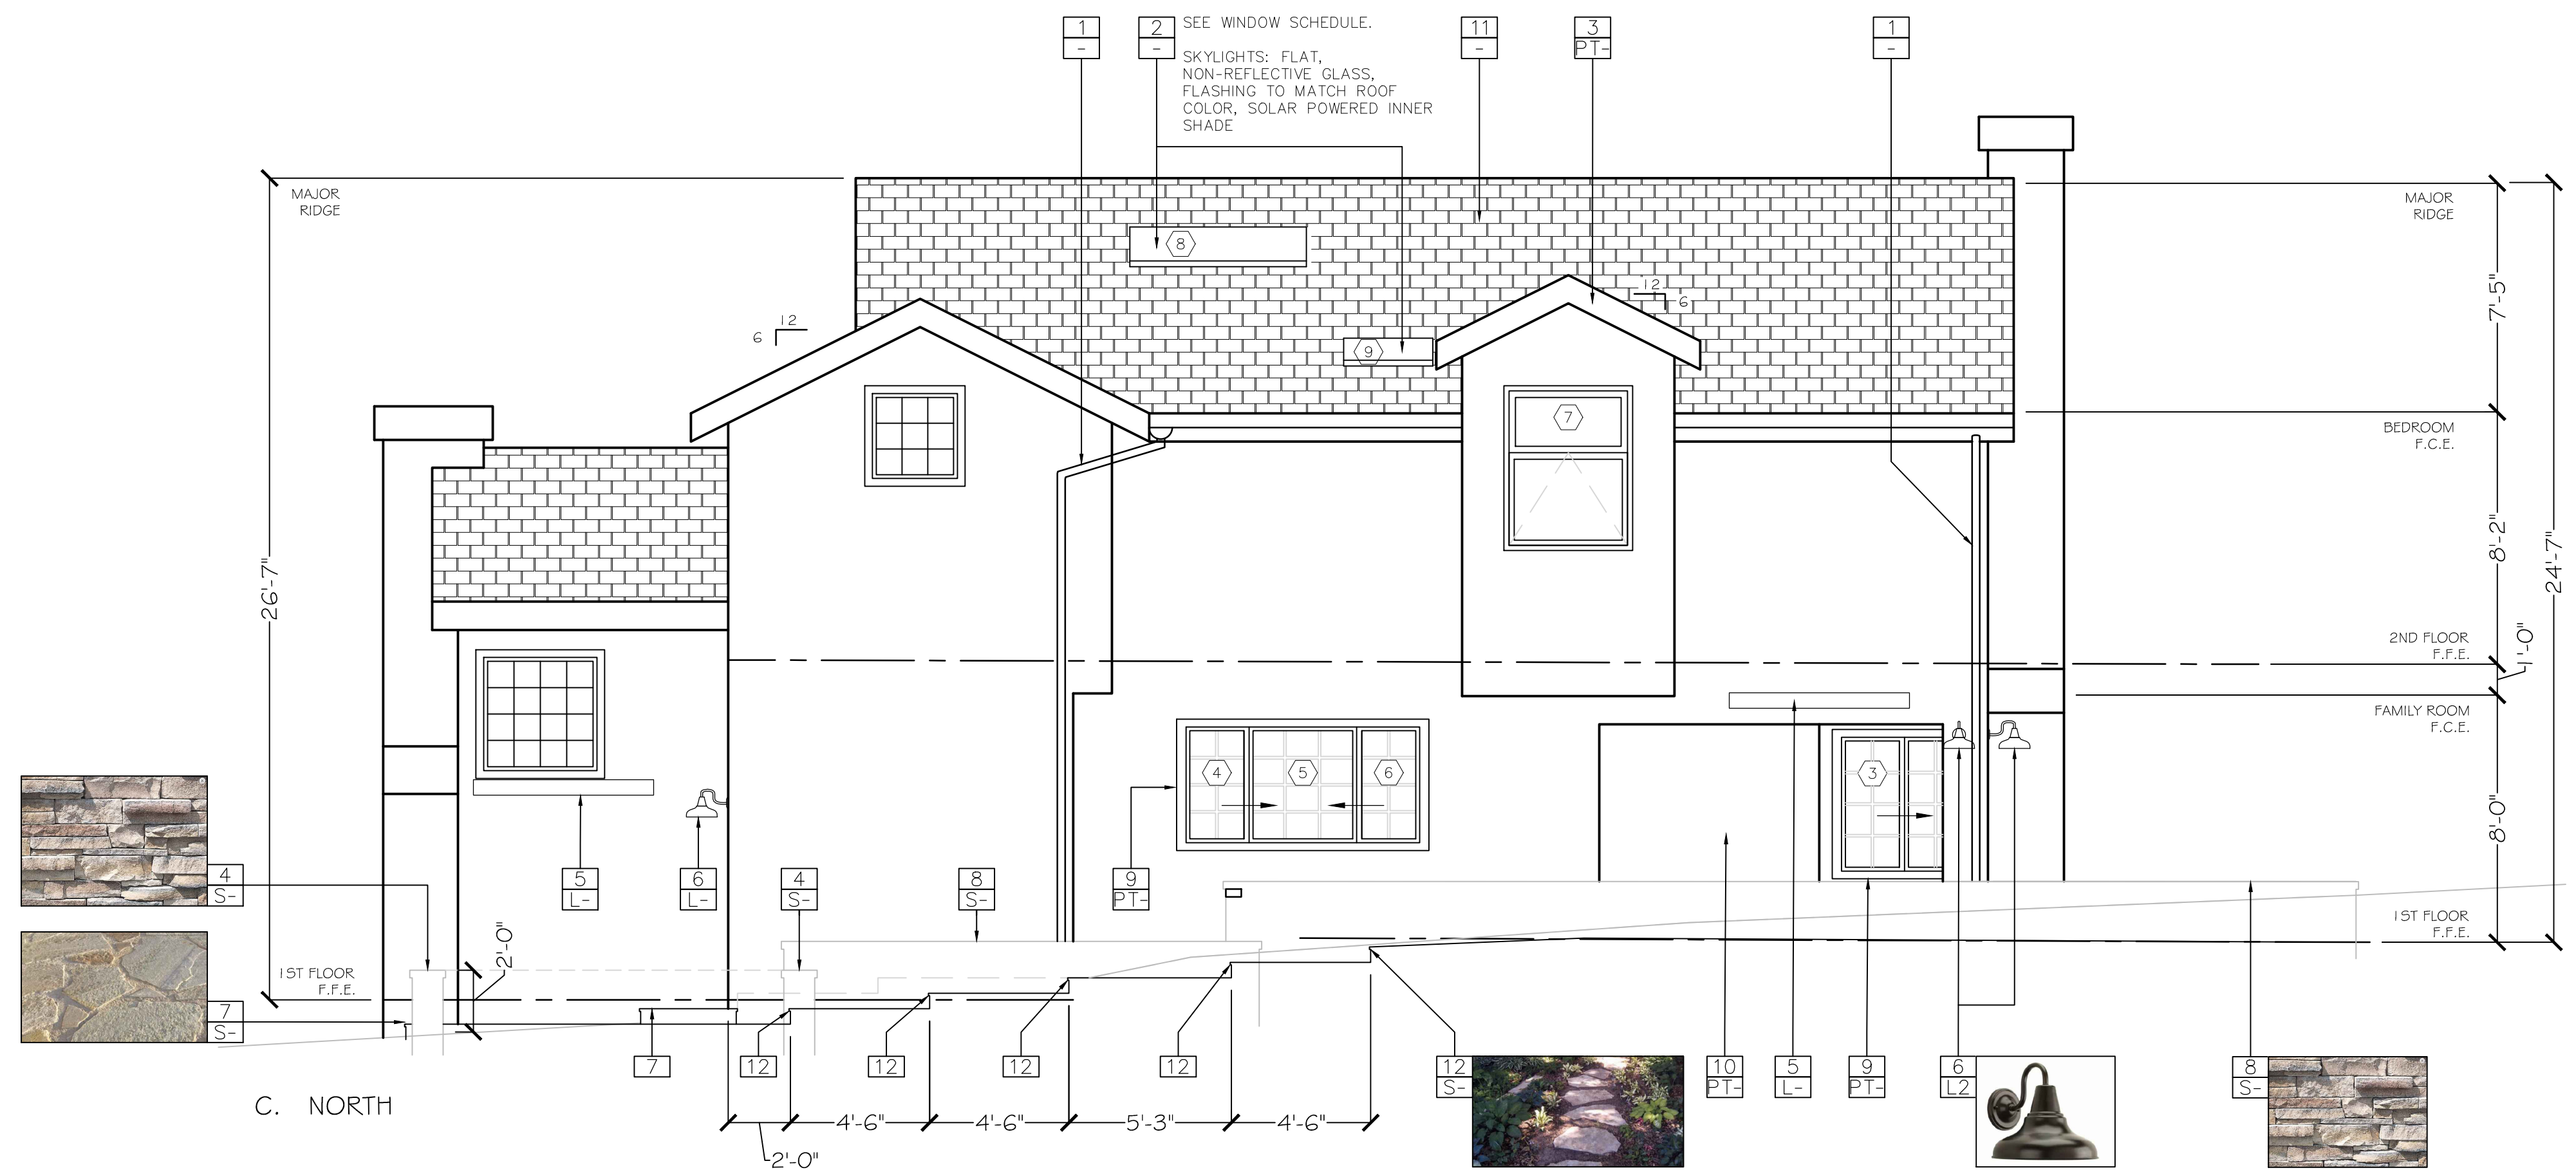 1
-
2
-
SEE WINDOW SCHEDULE.
SKYLIGHTS: FLAT,
NON-REFLECTIVE GLASS,
FLASHING TO MATCH ROOF
COLOR, SOLAR POWERED INNER
SHADE
11
-
3
PT-
1
-
MAJOR
RIDGE
MAJOR
RIDGE
8
12
6
12
6
9
7
7'-5"
BEDROOM
F.C.E.
26'-7"
8'-2"
24'-7"
2ND FLOOR
F.F.E.
1'-0"
FAMILY ROOM
F.C.E.
4
5
6
3
8'-0"
4
S-
5
L-
6
L-
4
S-
8
S-
9
PT-
1ST FLOOR
F.F.E.
2'-0"
1ST FLOOR
F.F.E.
7
S-
7
12
12
12
12
12
S-
10
PT-
5
L-
9
PT-
6
L2
8
S-
C. NORTH
4'-6"
4'-6"
5'-3"
4'-6"
2'-0"